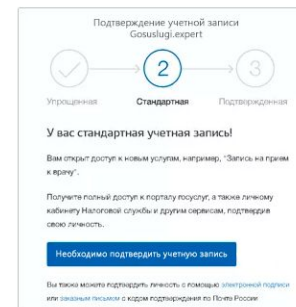 Подтверждение учетной записи
Gosuslugi.expert
2
3
Упрощенная
Стандартная
Подтвержденная
У вас стандартная учетная запись!
Вам открыт доступ к новым услугам, например, "Запись на прием
к врачу".
Получите полный доступ к порталу госуслуг, а также личному
кабинету Налоговой службы и другим сервисам, подтвердив
свою личность.
Необходимо подтвердить учетную запись
Вы также можете подтвердить личность с помощью электронной подписи
или заказным письмом с кодом подтверждения по Почте России